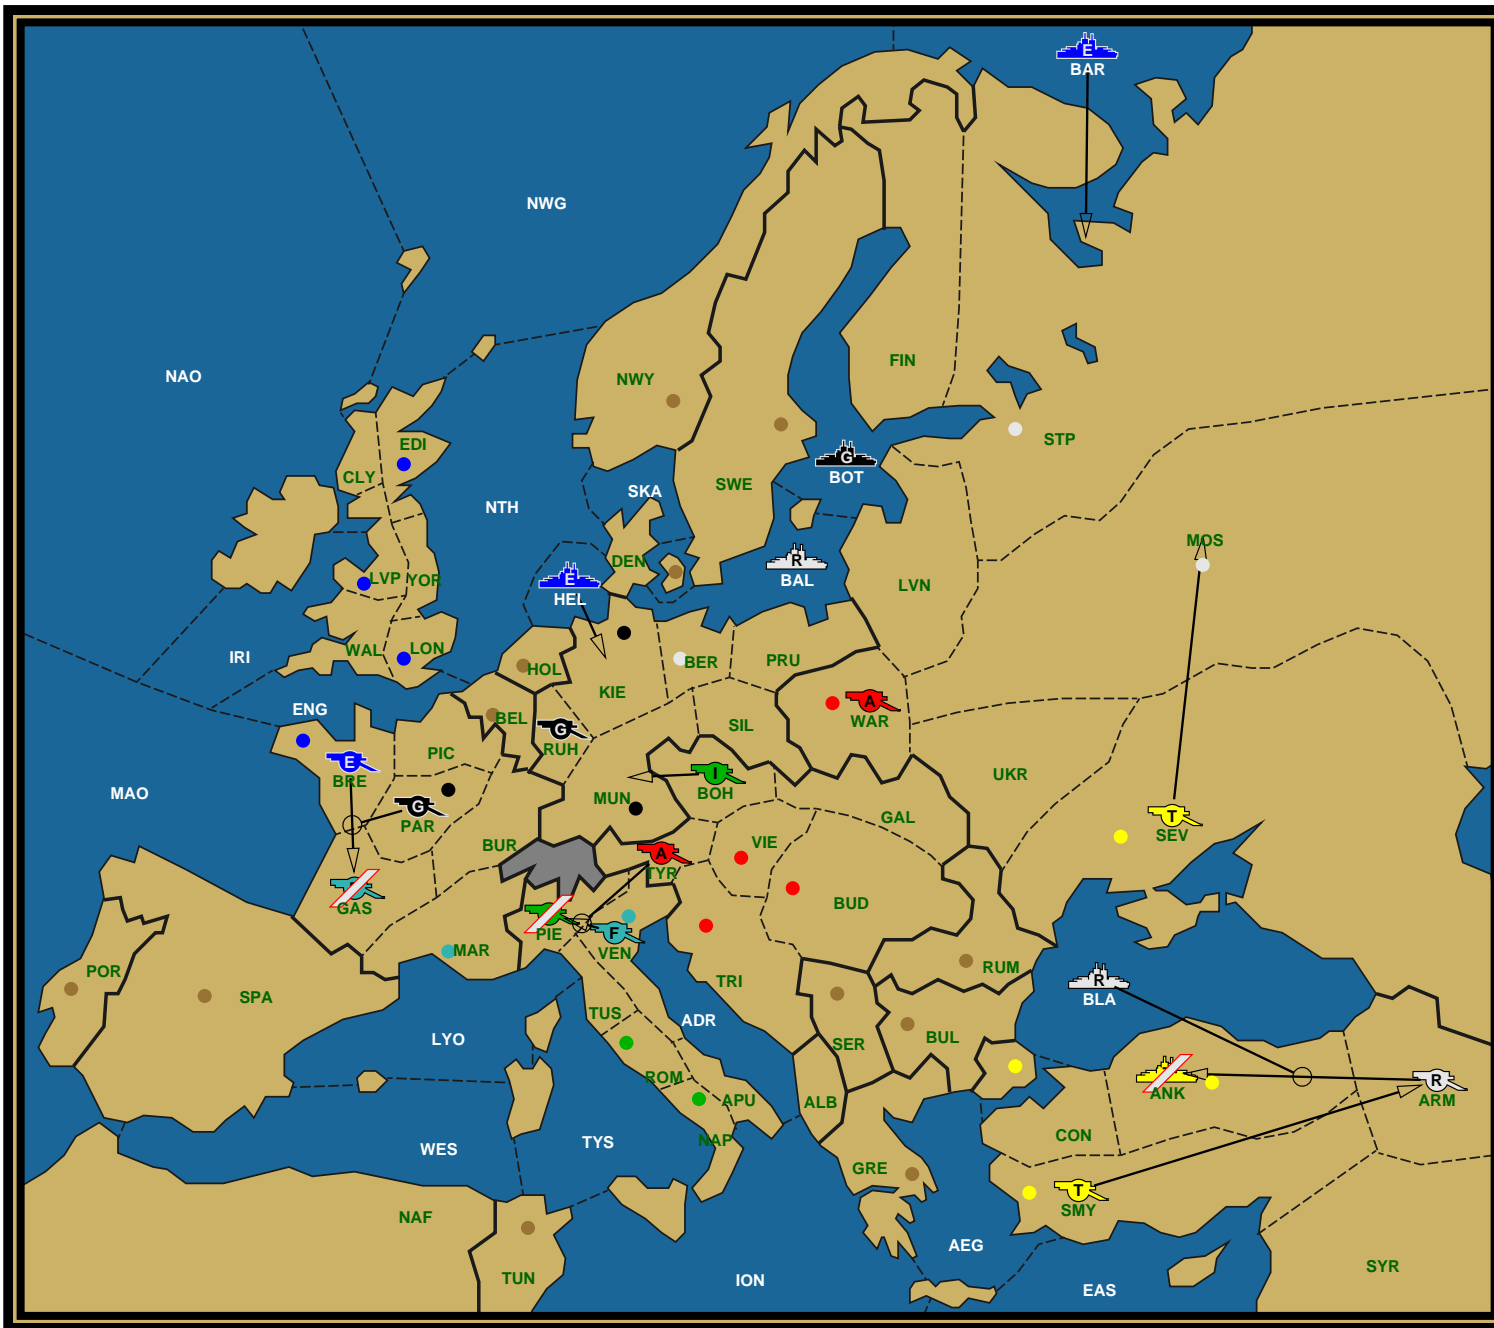 E
BAR
NWG
NAO
FIN
NWY
STP
EDI
CLY
G
BOT
SWE
SKA
NTH
MOS
R
BAL
DEN
E
HEL
LVP
YOR
LVN
WAL
LON
IRI
HOL
BER
PRU
KIE
A
WAR
ENG
BEL
SIL
G
RUH
PIC
E
BRE
I
BOH
UKR
MAO
MUN
G
PAR
T
SEV
GAL
BUR
VIE
A
TYR
GAS
BUD
PIE
F
VEN
MAR
POR
SPA
TRI
RUM
R
BLA
TUS
ADR
LYO
SER
BUL
ROM
ANK
R
ARM
APU
ALB
CON
NAP
TYS
WES
GRE
T
SMY
NAF
AEG
SYR
TUN
ION
EAS